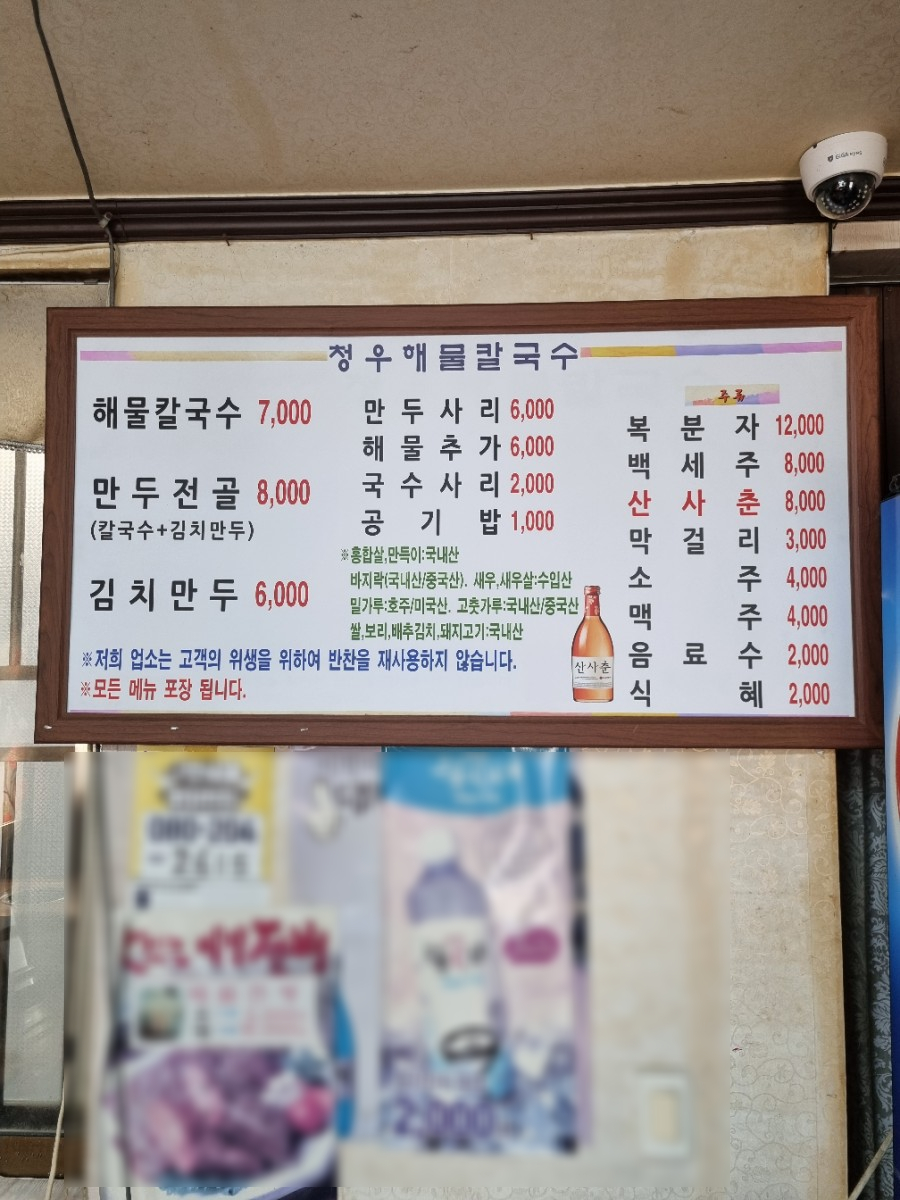 청우해물칼국수
해물칼국수 7,000
만두전골 8,000
(칼국수+김치만두)
김치만두 6,000
만두사리 6,000
해물추가 6,000
국수사리 2,000
공기밥 1,000
※홍합살,만득이:국내산
바지락(국내산/중국산). 새우,새우살:수입산
밀가루:호주/미국산. 고춧가루:국내산/중국산
쌀,보리,배추김치,돼지고기:국내산
※저희 업소는 고객의 위생을 위하여 반찬을 재사용하지 않습니다.
※모든 메뉴 포장 됩니다.
산사춘
주류
복분자 12,000
백세주 8,000
산사춘 8,000
막걸리 3,000
소주 4,000
맥주 4,000
음료수 2,000
식혜 2,000
2,000